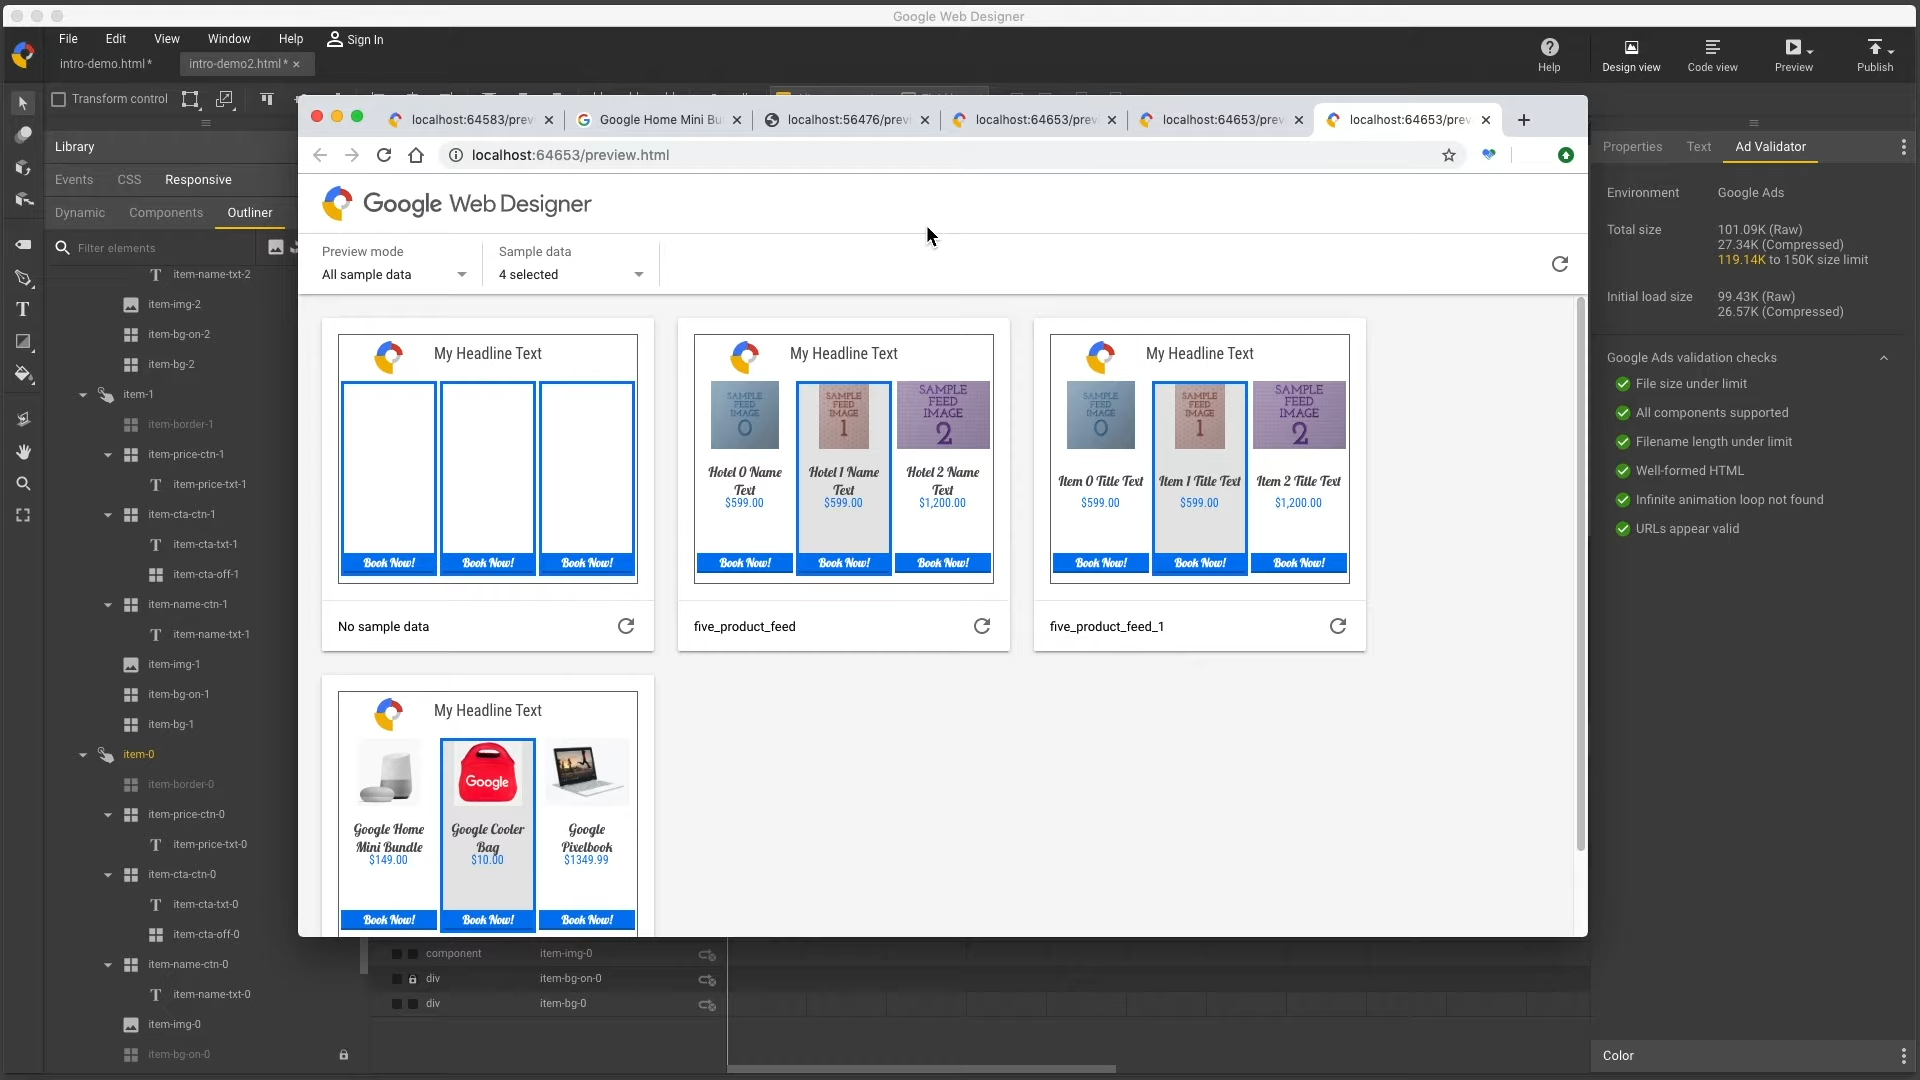 Google Web Designer
File Edit View Window Help Sign In
intro-demo.html*
intro-demo2.html*
Help
Design view
Code view
Preview
Publish
Transform control
Library
Events CSS Responsive
Dynamic Components Outliner
Filter elements
item-name-txt-2
item-img-2
item-bg-on-2
item-bg-2
item-1
item-border-1
item-price-ctn-1
item-price-txt-1
item-cta-ctn-1
item-cta-txt-1
item-cta-off-1
item-name-ctn-1
item-name-txt-1
item-img-1
item-bg-on-1
item-bg-1
item-0
item-border-0
item-price-ctn-0
item-price-txt-0
item-cta-ctn-0
item-cta-txt-0
item-cta-off-0
item-name-ctn-0
item-name-txt-0
item-img-0
item-bg-on-0
localhost:64583/prev
Google Home Mini Bu
localhost:56476/previ
localhost:64653/prev
localhost:64653/prev
localhost:64653/prev
localhost:64653/preview.html
Google Web Designer
Preview mode
All sample data
Sample data
4 selected
My Headline Text
Book Now!
Book Now!
Book Now!
No sample data
My Headline Text
SAMPLE FEED IMAGE 0
SAMPLE FEED IMAGE 1
SAMPLE FEED IMAGE 2
Hotel 0 Name Text
Hotel 1 Name Text
Hotel 2 Name Text
$599.00
$599.00
$1,200.00
Book Now!
Book Now!
Book Now!
five_product_feed
My Headline Text
SAMPLE FEED IMAGE 0
SAMPLE FEED IMAGE 1
SAMPLE FEED IMAGE 2
Item 0 Title Text
Item 1 Title Text
Item 2 Title Text
$599.00
$599.00
$1,200.00
Book Now!
Book Now!
Book Now!
five_product_feed_1
My Headline Text
Google
Google Home Mini Bundle
Google Cooler Bag
Google Pixelbook
$149.00
$10.00
$1349.99
Book Now!
Book Now!
Book Now!
component item-img-0
div item-bg-on-0
div item-bg-0
Properties Text Ad Validator
Environment Google Ads
Total size 101.09K (Raw)
27.34K (Compressed)
119.14K to 150K size limit
Initial load size 99.43K (Raw)
26.57K (Compressed)
Google Ads validation checks
File size under limit
All components supported
Filename length under limit
Well-formed HTML
Infinite animation loop not found
URLs appear valid
Color